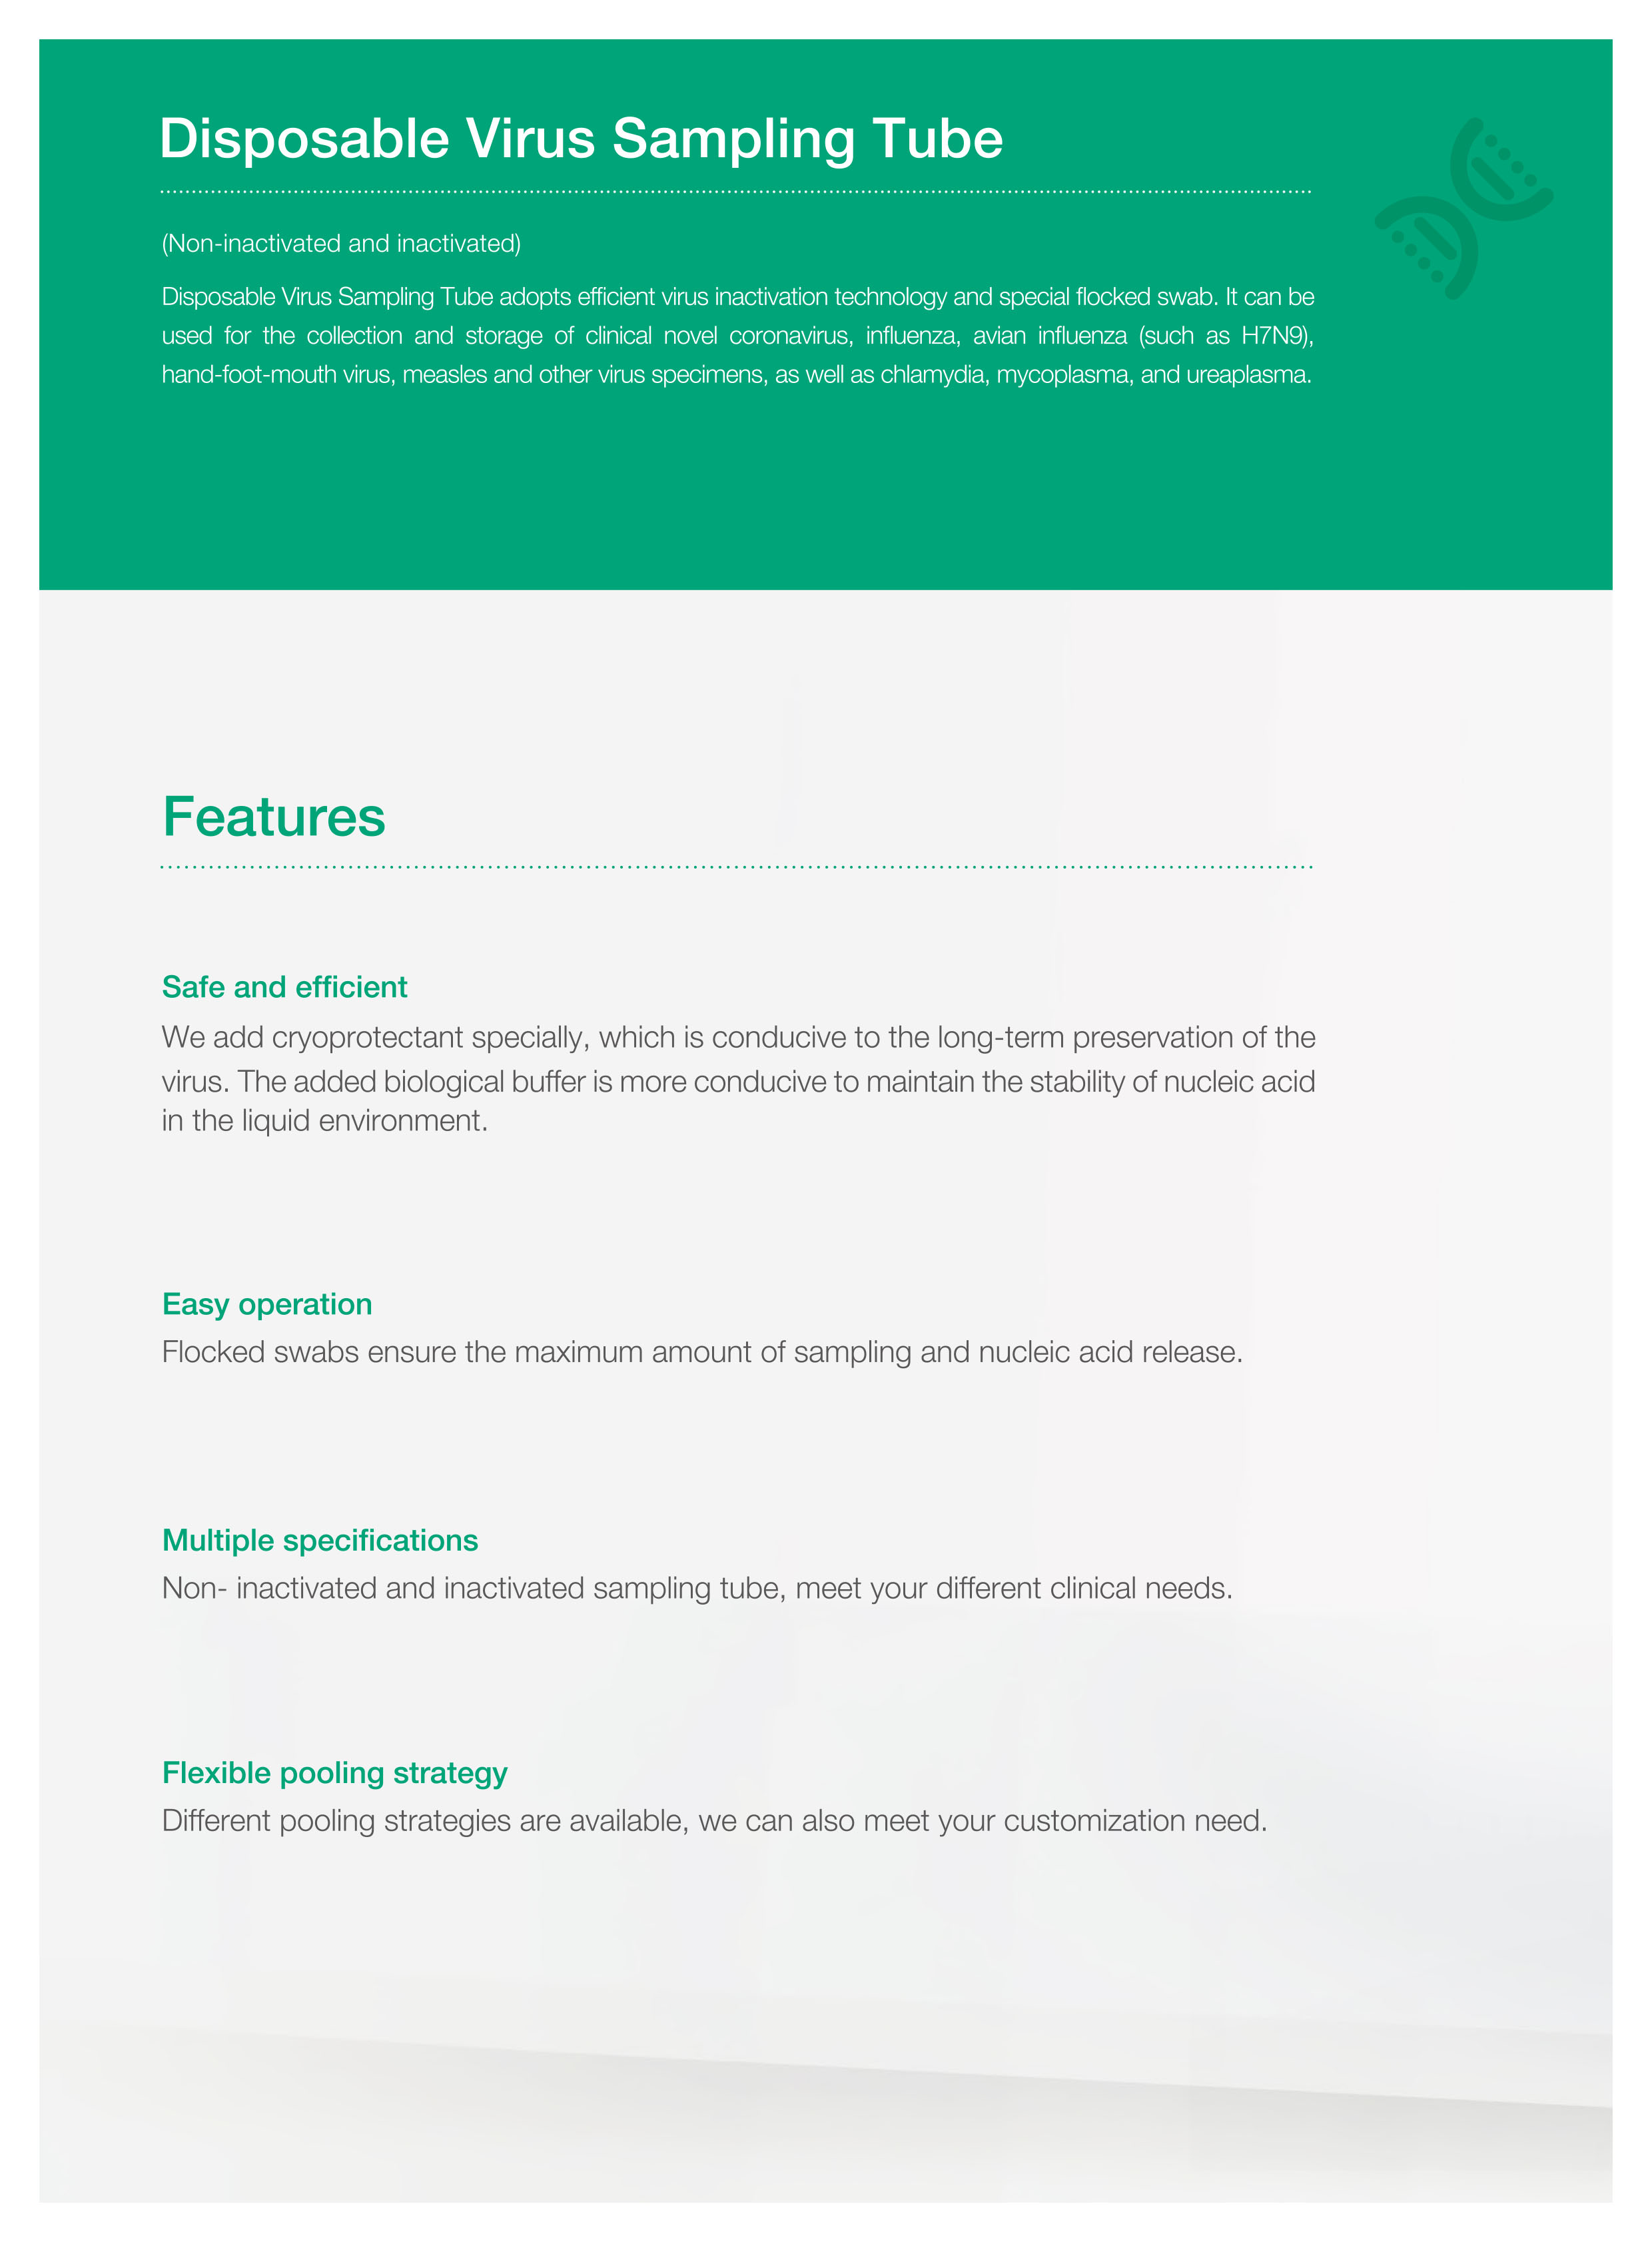 Disposable Virus Sampling Tube
(Non-inactivated and inactivated)
Disposable Virus Sampling Tube adopts efficient virus inactivation technology and special flocked swab. It can be
used for the collection and storage of clinical novel coronavirus, influenza, avian influenza (such as H7N9),
hand-foot-mouth virus, measles and other virus specimens, as well as chlamydia, mycoplasma, and ureaplasma.
Features
Safe and efficient
We add cryoprotectant specially, which is conducive to the long-term preservation of the
virus. The added biological buffer is more conducive to maintain the stability of nucleic acid
in the liquid environment.
Easy operation
Flocked swabs ensure the maximum amount of sampling and nucleic acid release.
Multiple specifications
Non- inactivated and inactivated sampling tube, meet your different clinical needs.
Flexible pooling strategy
Different pooling strategies are available, we can also meet your customization need.